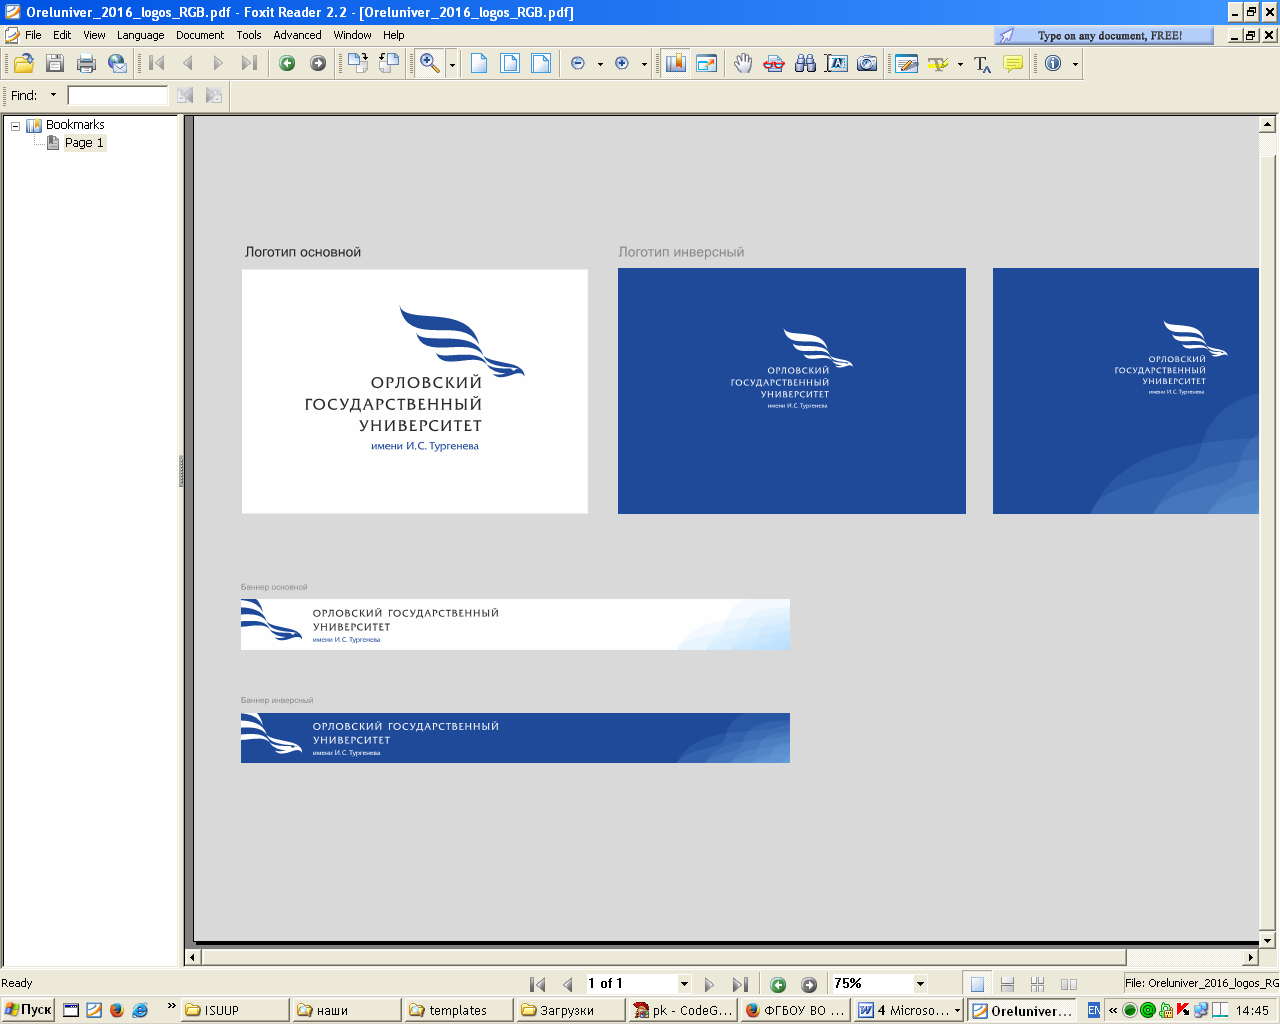 Oreluniver_2016_logos_RGB.pdf - Foxit Reader 2.2 - [Oreluniver_2016_logos_RGB.pdf]
File Edit View Language Document Tools Advanced Window Help
Type on any document, FREE!
Find:
Bookmarks
Page 1
Логотип основной
Логотип инверсный
ОРЛОВСКИЙ
ГОСУДАРСТВЕННЫЙ
УНИВЕРСИТЕТ
имени И.С. Тургенева
ОРЛОВСКИЙ
ГОСУДАРСТВЕННЫЙ
УНИВЕРСИТЕТ
имени И.С. Тургенева
ОРЛОВСКИЙ
ГОСУДАРСТВЕННЫЙ
УНИВЕРСИТЕТ
имени И.С. Тургенева
Баннер основной
ОРЛОВСКИЙ ГОСУДАРСТВЕННЫЙ
УНИВЕРСИТЕТ
имени И.С. Тургенева
Баннер инверсный
ОРЛОВСКИЙ ГОСУДАРСТВЕННЫЙ
УНИВЕРСИТЕТ
имени И.С. Тургенева
Ready
1 of 1
75%
File: Oreluniver_2016_logos_RG
Пуск
» ISUUP
наши
templates
Загрузки
pk - CodeG...
ФГБОУ ВО ...
4 Microso...
Oreluniver...
EN
« 14:45